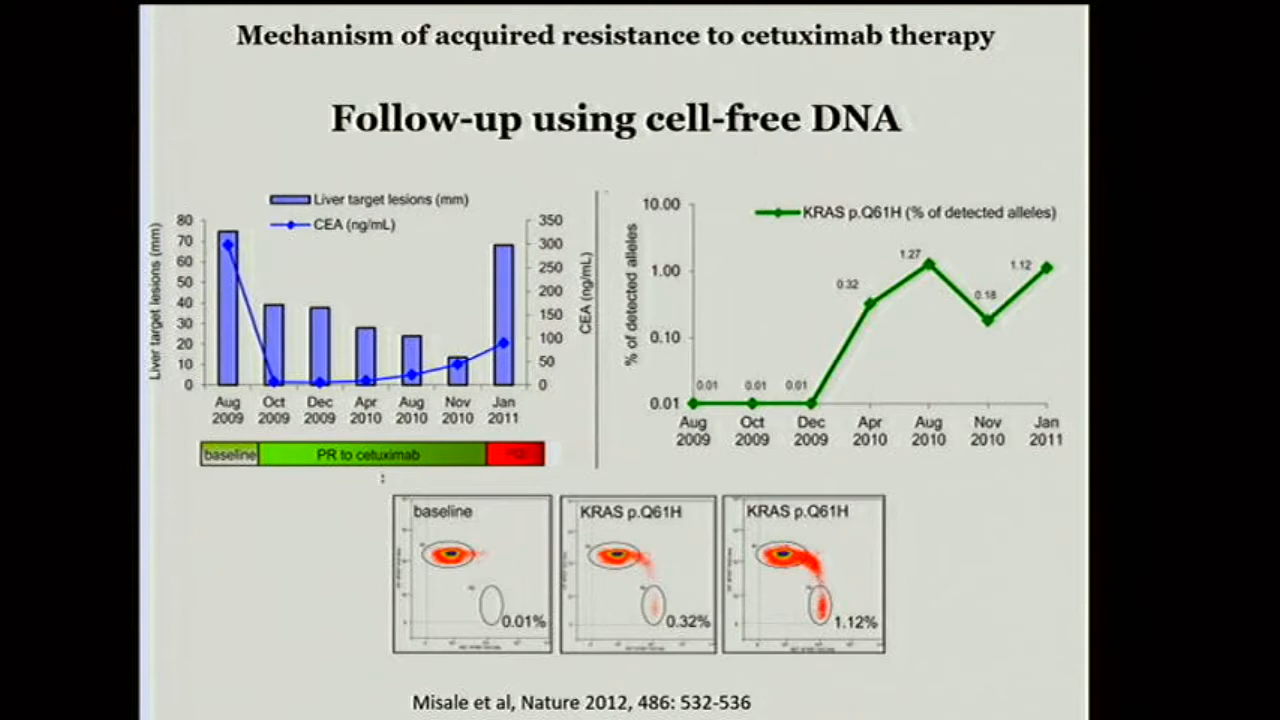 Mechanism of acquired resistance to cetuximab therapy
Follow-up using cell-free DNA
Liver target lesions (mm)
CEA (ng/mL)
Liver target lesions (mm)
80
70
60
50
40
30
20
10
0
350
300
250
200
150
100
50
0
CEA (ng/mL)
Aug Oct Dec Apr Aug Nov Jan
2009 2009 2009 2010 2010 2010 2011
baseline PR to cetuximab
KRAS p.Q61H (% of detected alleles)
% of detected alleles
10.00
1.00
0.10
0.01
0.01 0.01 0.01 0.32 1.27 0.18 1.12
Aug Oct Dec Apr Aug Nov Jan
2009 2009 2009 2010 2010 2010 2011
baseline
0.01%
KRAS p.Q61H
0.32%
KRAS p.Q61H
1.12%
Misale et al, Nature 2012, 486: 532-536